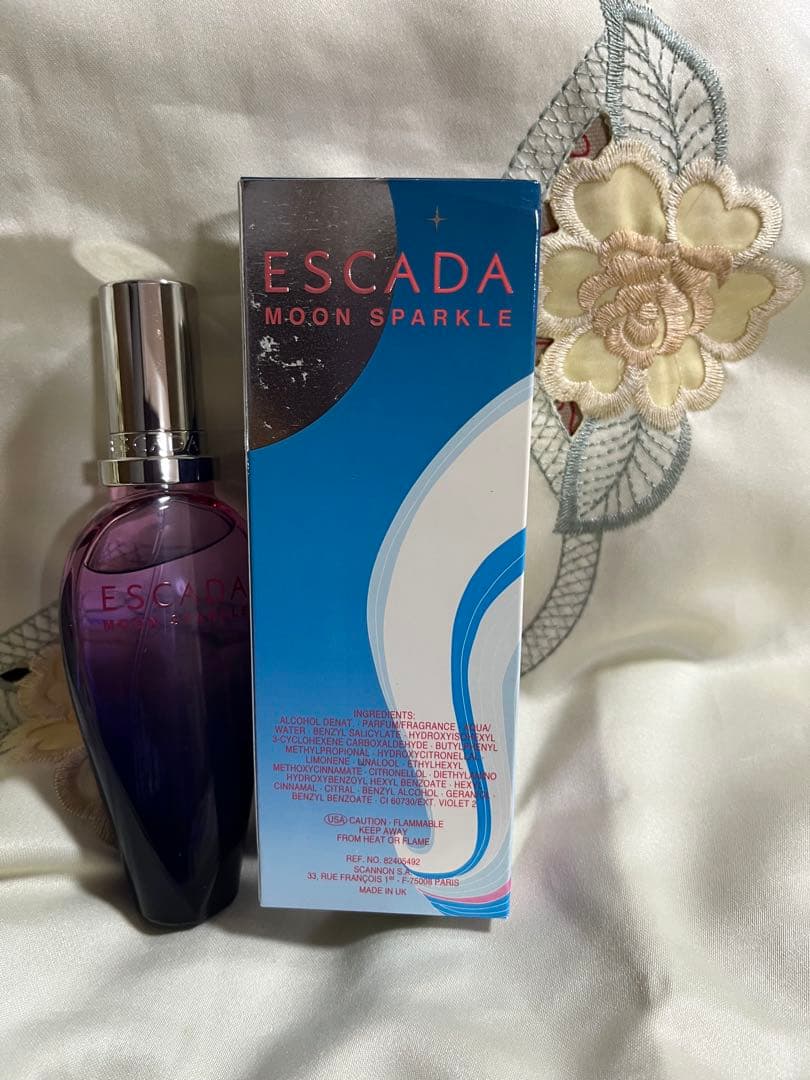 ESCADA
MOON SPARKLE
ESCADA
ESCADA
MOON SPARKLE
INGREDIENTS:
ALCOHOL DENAT. · PARFUM/FRAGRANCE · AQUA/
WATER · BENZYL SALICYLATE · HYDROXYISOHEXYL
3-CYCLOHEXENE CARBOXALDEHYDE · BUTYLPHENYL
METHYLPROPIONAL · HYDROXYCITRONELLAL
LIMONENE · LINALOOL · ETHYLHEXYL
METHOXYCINNAMATE · CITRONELLOL · DIETHYLAMINO
HYDROXYBENZOYL HEXYL BENZOATE · HEXYL
CINNAMAL · CITRAL · BENZYL ALCOHOL · GERANIOL
BENZYL BENZOATE · CI 60730/EXT. VIOLET 2
USA CAUTION - FLAMMABLE
KEEP AWAY
FROM HEAT OR FLAME
REF. NO. 82405492
SCANNON S.A.
33, RUE FRANÇOIS 1er - F-75008 PARIS
MADE IN UK